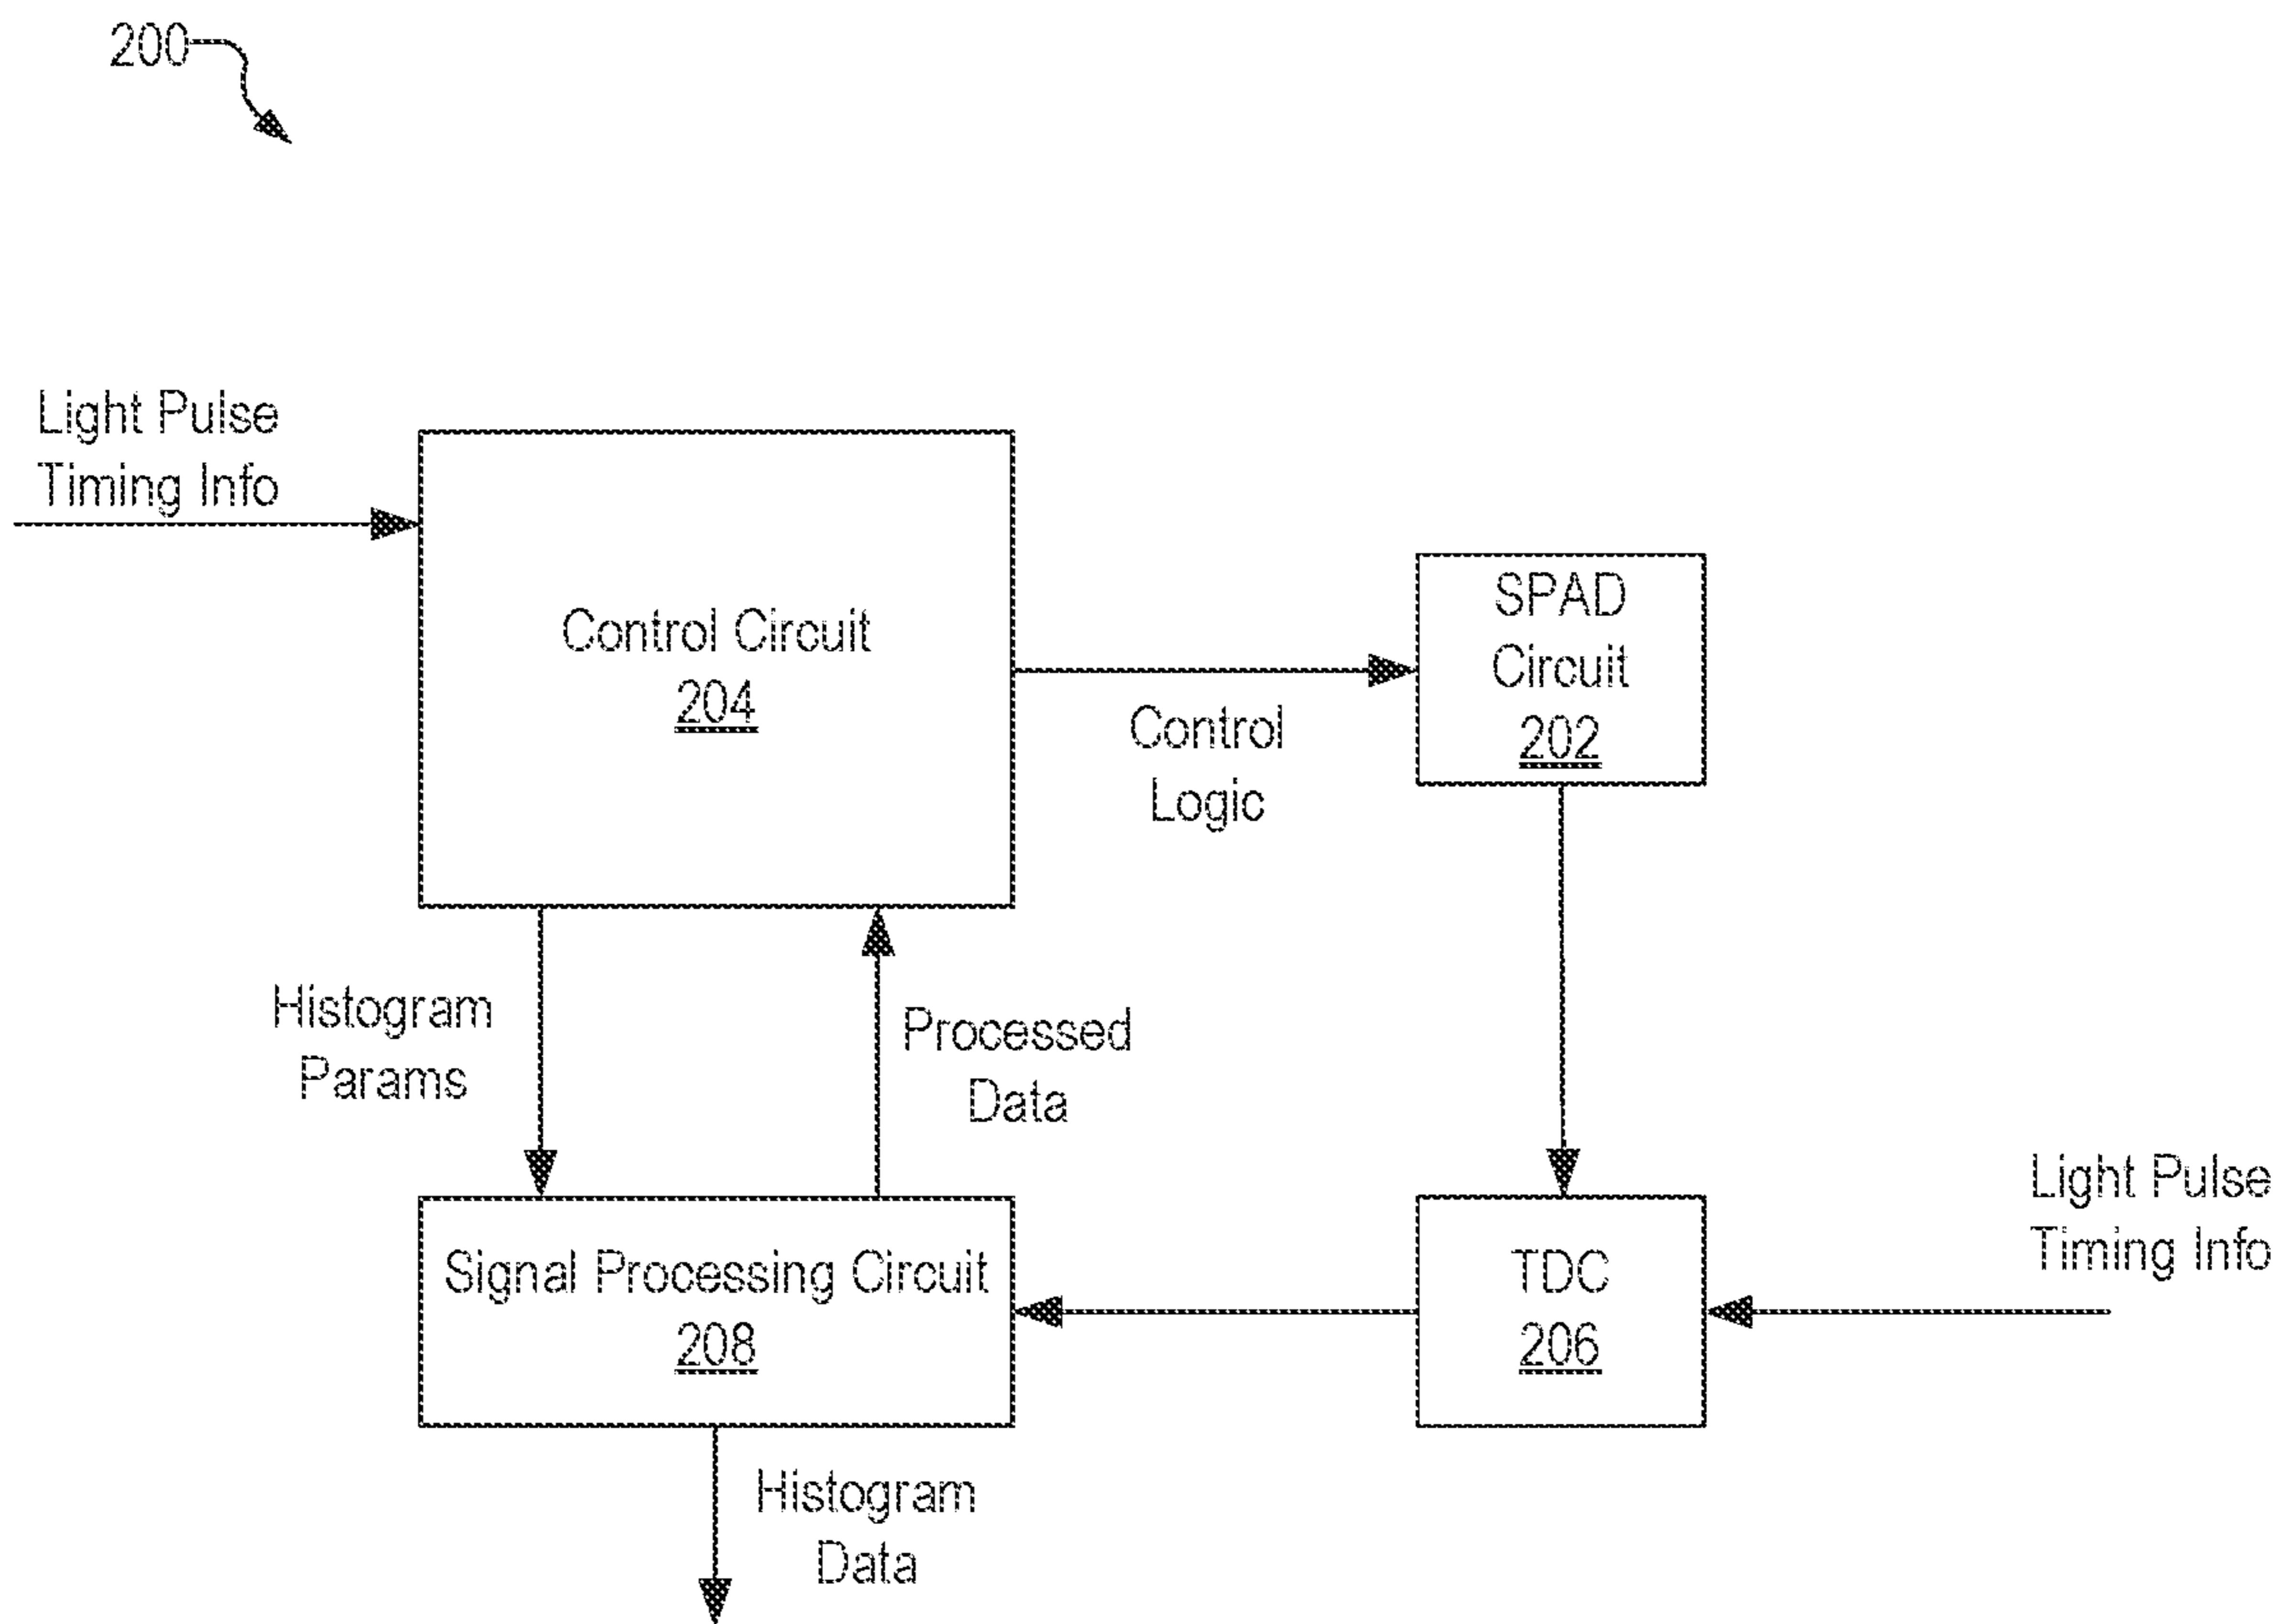 200
Light Pulse
Timing Info
Control Circuit
204
SPAD
Circuit
202
Control
Logic
Histogram
Params
Processed
Data
Signal Processing Circuit
208
TDC
206
Light Pulse
Timing Info
Histogram
Data